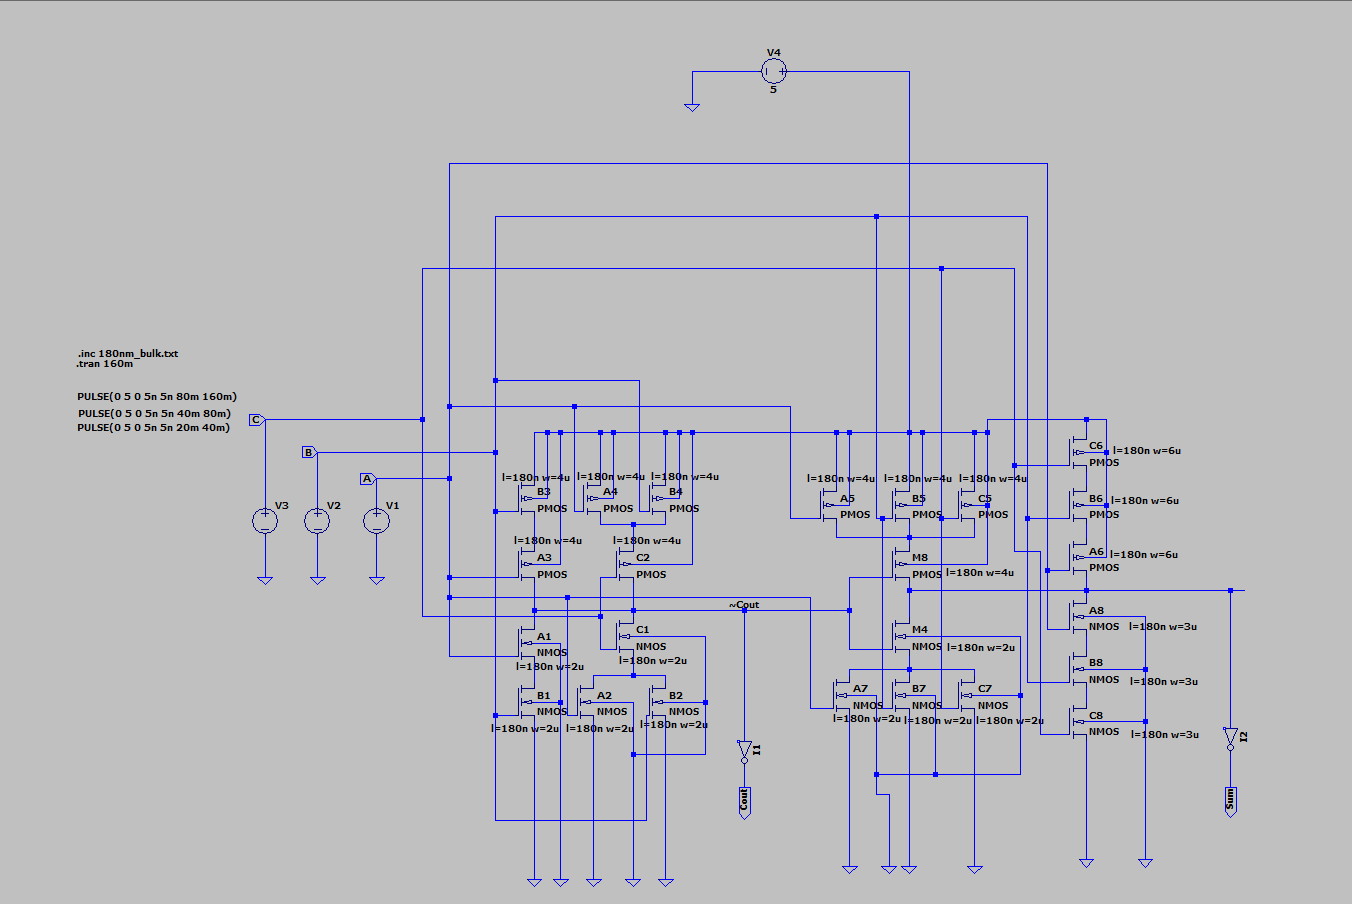 V4
5
.inc 180nm_bulk.txt
.tran 160m
PULSE(0 5 0 5n 5n 80m 160m)
PULSE(0 5 0 5n 5n 40m 80m)
PULSE(0 5 0 5n 5n 20m 40m)
C
B
A
V3
V2
V1
l=180n w=4u
B3
PMOS
l=180n w=4u
A4
PMOS
l=180n w=4u
B4
PMOS
l=180n w=4u
A3
PMOS
l=180n w=4u
C2
PMOS
~Cout
A1
NMOS
l=180n w=2u
C1
NMOS
l=180n w=2u
B1
NMOS
l=180n w=2u
A2
NMOS
l=180n w=2u
B2
NMOS
l=180n w=2u
I1
Cout
l=180n w=4u
A5
PMOS
l=180n w=4u
B5
PMOS
l=180n w=4u
C5
PMOS
M8
PMOS
l=180n w=4u
M4
NMOS
l=180n w=2u
A7
NMOS
l=180n w=2u
B7
NMOS
l=180n w=2u
C7
NMOS
l=180n w=2u
C6
l=180n w=6u
PMOS
B6
l=180n w=6u
PMOS
A6
l=180n w=6u
PMOS
A8
NMOS
l=180n w=3u
B8
NMOS
l=180n w=3u
C8
NMOS
l=180n w=3u
I2
Sum